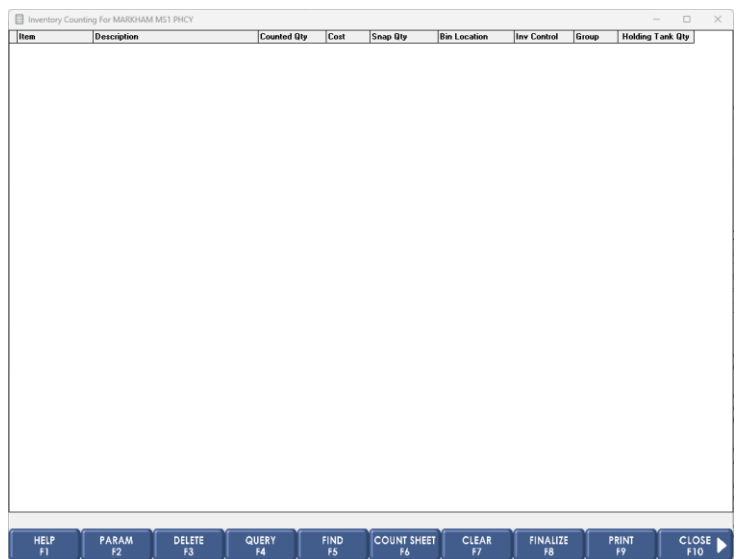 Inventory Counting For MARKHAM MS1 PHCY
Item Description Counted Qty Cost Snap Qty Bin Location Inv Control Group Holding Tank Qty
HELP PARAM DELETE QUERY FIND COUNT SHEET CLEAR FINALIZE PRINT CLOSE
F1 F2 F3 F4 F5 F6 F7 F8 F9 F10